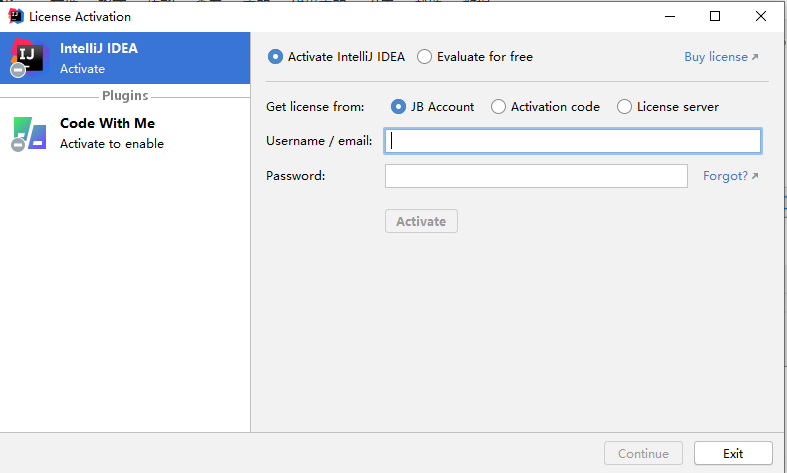 License Activation
IntelliJ IDEA
Activate
Plugins
Code With Me
Activate to enable
Activate IntelliJ IDEA Evaluate for free Buy license
Get license from: JB Account Activation code License server
Username / email:
Password: Forgot?
Activate
Continue Exit